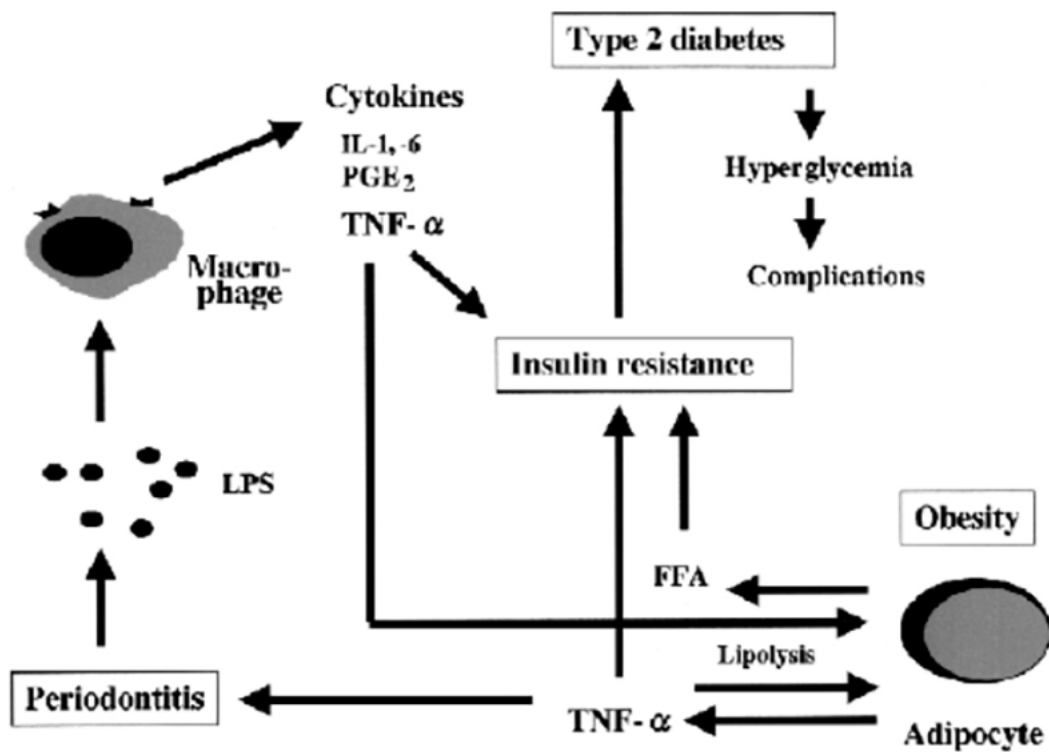 Type 2 diabetes
Cytokines
IL-1, -6
PGE2
TNF- α
Hyperglycemia
Complications
Macro-
phage
Insulin resistance
LPS
Obesity
FFA
Lipolysis
Periodontitis
TNF- α
Adipocyte